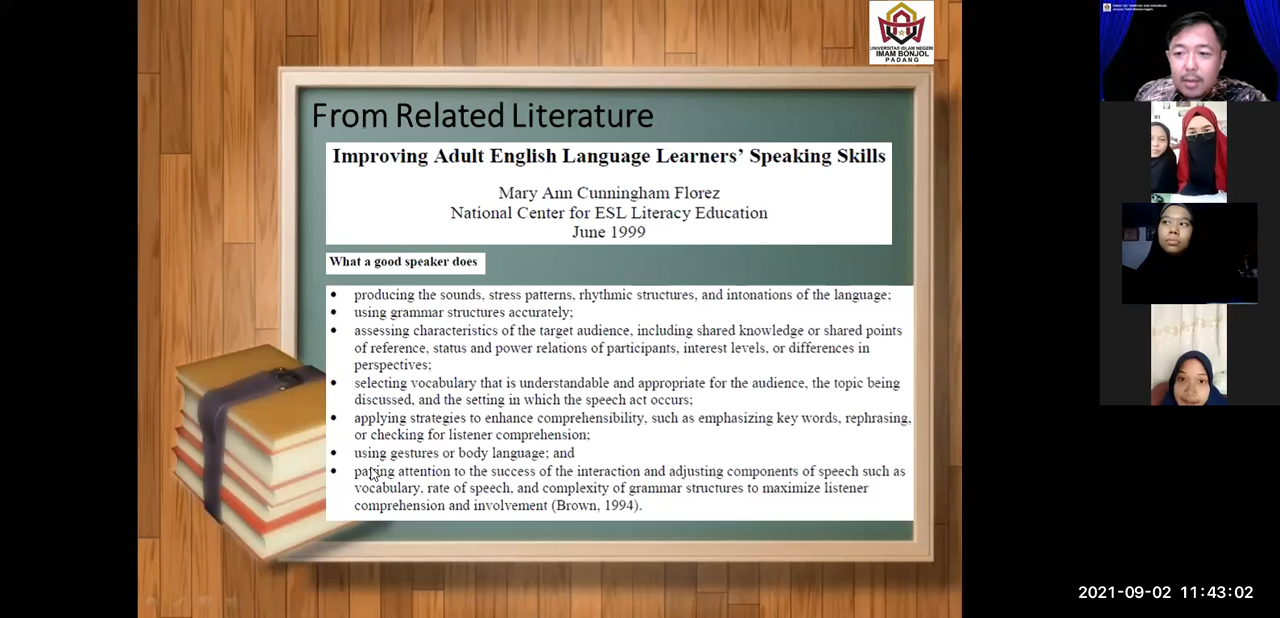 UNIVERSITAS ISLAM NEGERI
IMAM BONJOL
PADANG
From Related Literature
Improving Adult English Language Learners' Speaking Skills
Mary Ann Cunningham Florez
National Center for ESL Literacy Education
June 1999
What a good speaker does
• producing the sounds, stress patterns, rhythmic structures, and intonations of the language;
• using grammar structures accurately;
• assessing characteristics of the target audience, including shared knowledge or shared points
of reference, status and power relations of participants, interest levels, or differences in
perspectives;
• selecting vocabulary that is understandable and appropriate for the audience, the topic being
discussed, and the setting in which the speech act occurs;
• applying strategies to enhance comprehensibility, such as emphasizing key words, rephrasing,
or checking for listener comprehension;
• using gestures or body language; and
• paying attention to the success of the interaction and adjusting components of speech such as
vocabulary, rate of speech, and complexity of grammar structures to maximize listener
comprehension and involvement (Brown, 1994).
2021-09-02 11:43:02